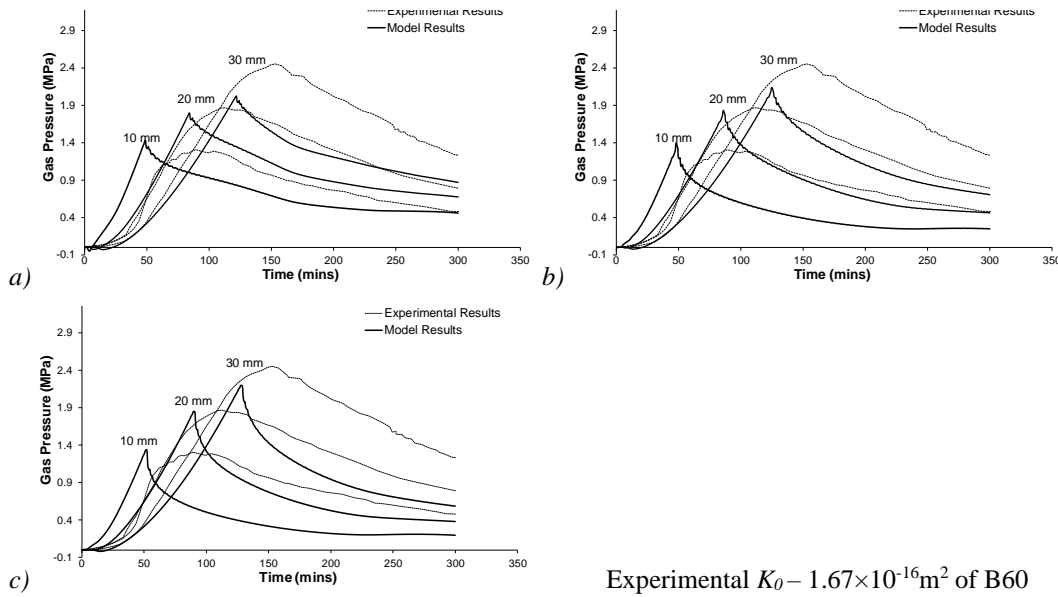 Experimental Results
Model Results
2.9
2.4
1.9
1.4
0.9
0.4
-0.1
Gas Pressure (MPa)
10 mm
20 mm
30 mm
0 50 100 150 200 250 300 350
Time (mins)
a)
Experimental Results
Model Results
2.9
2.4
1.9
1.4
0.9
0.4
-0.1
Gas Pressure (MPa)
10 mm
20 mm
30 mm
0 50 100 150 200 250 300 350
Time (mins)
b)
Experimental Results
Model Results
2.9
2.4
1.9
1.4
0.9
0.4
-0.1
Gas Pressure (MPa)
10 mm
20 mm
30 mm
0 50 100 150 200 250 300 350
Time (mins)
c)
Experimental K₀ – 1.67×10⁻¹⁶m² of B60